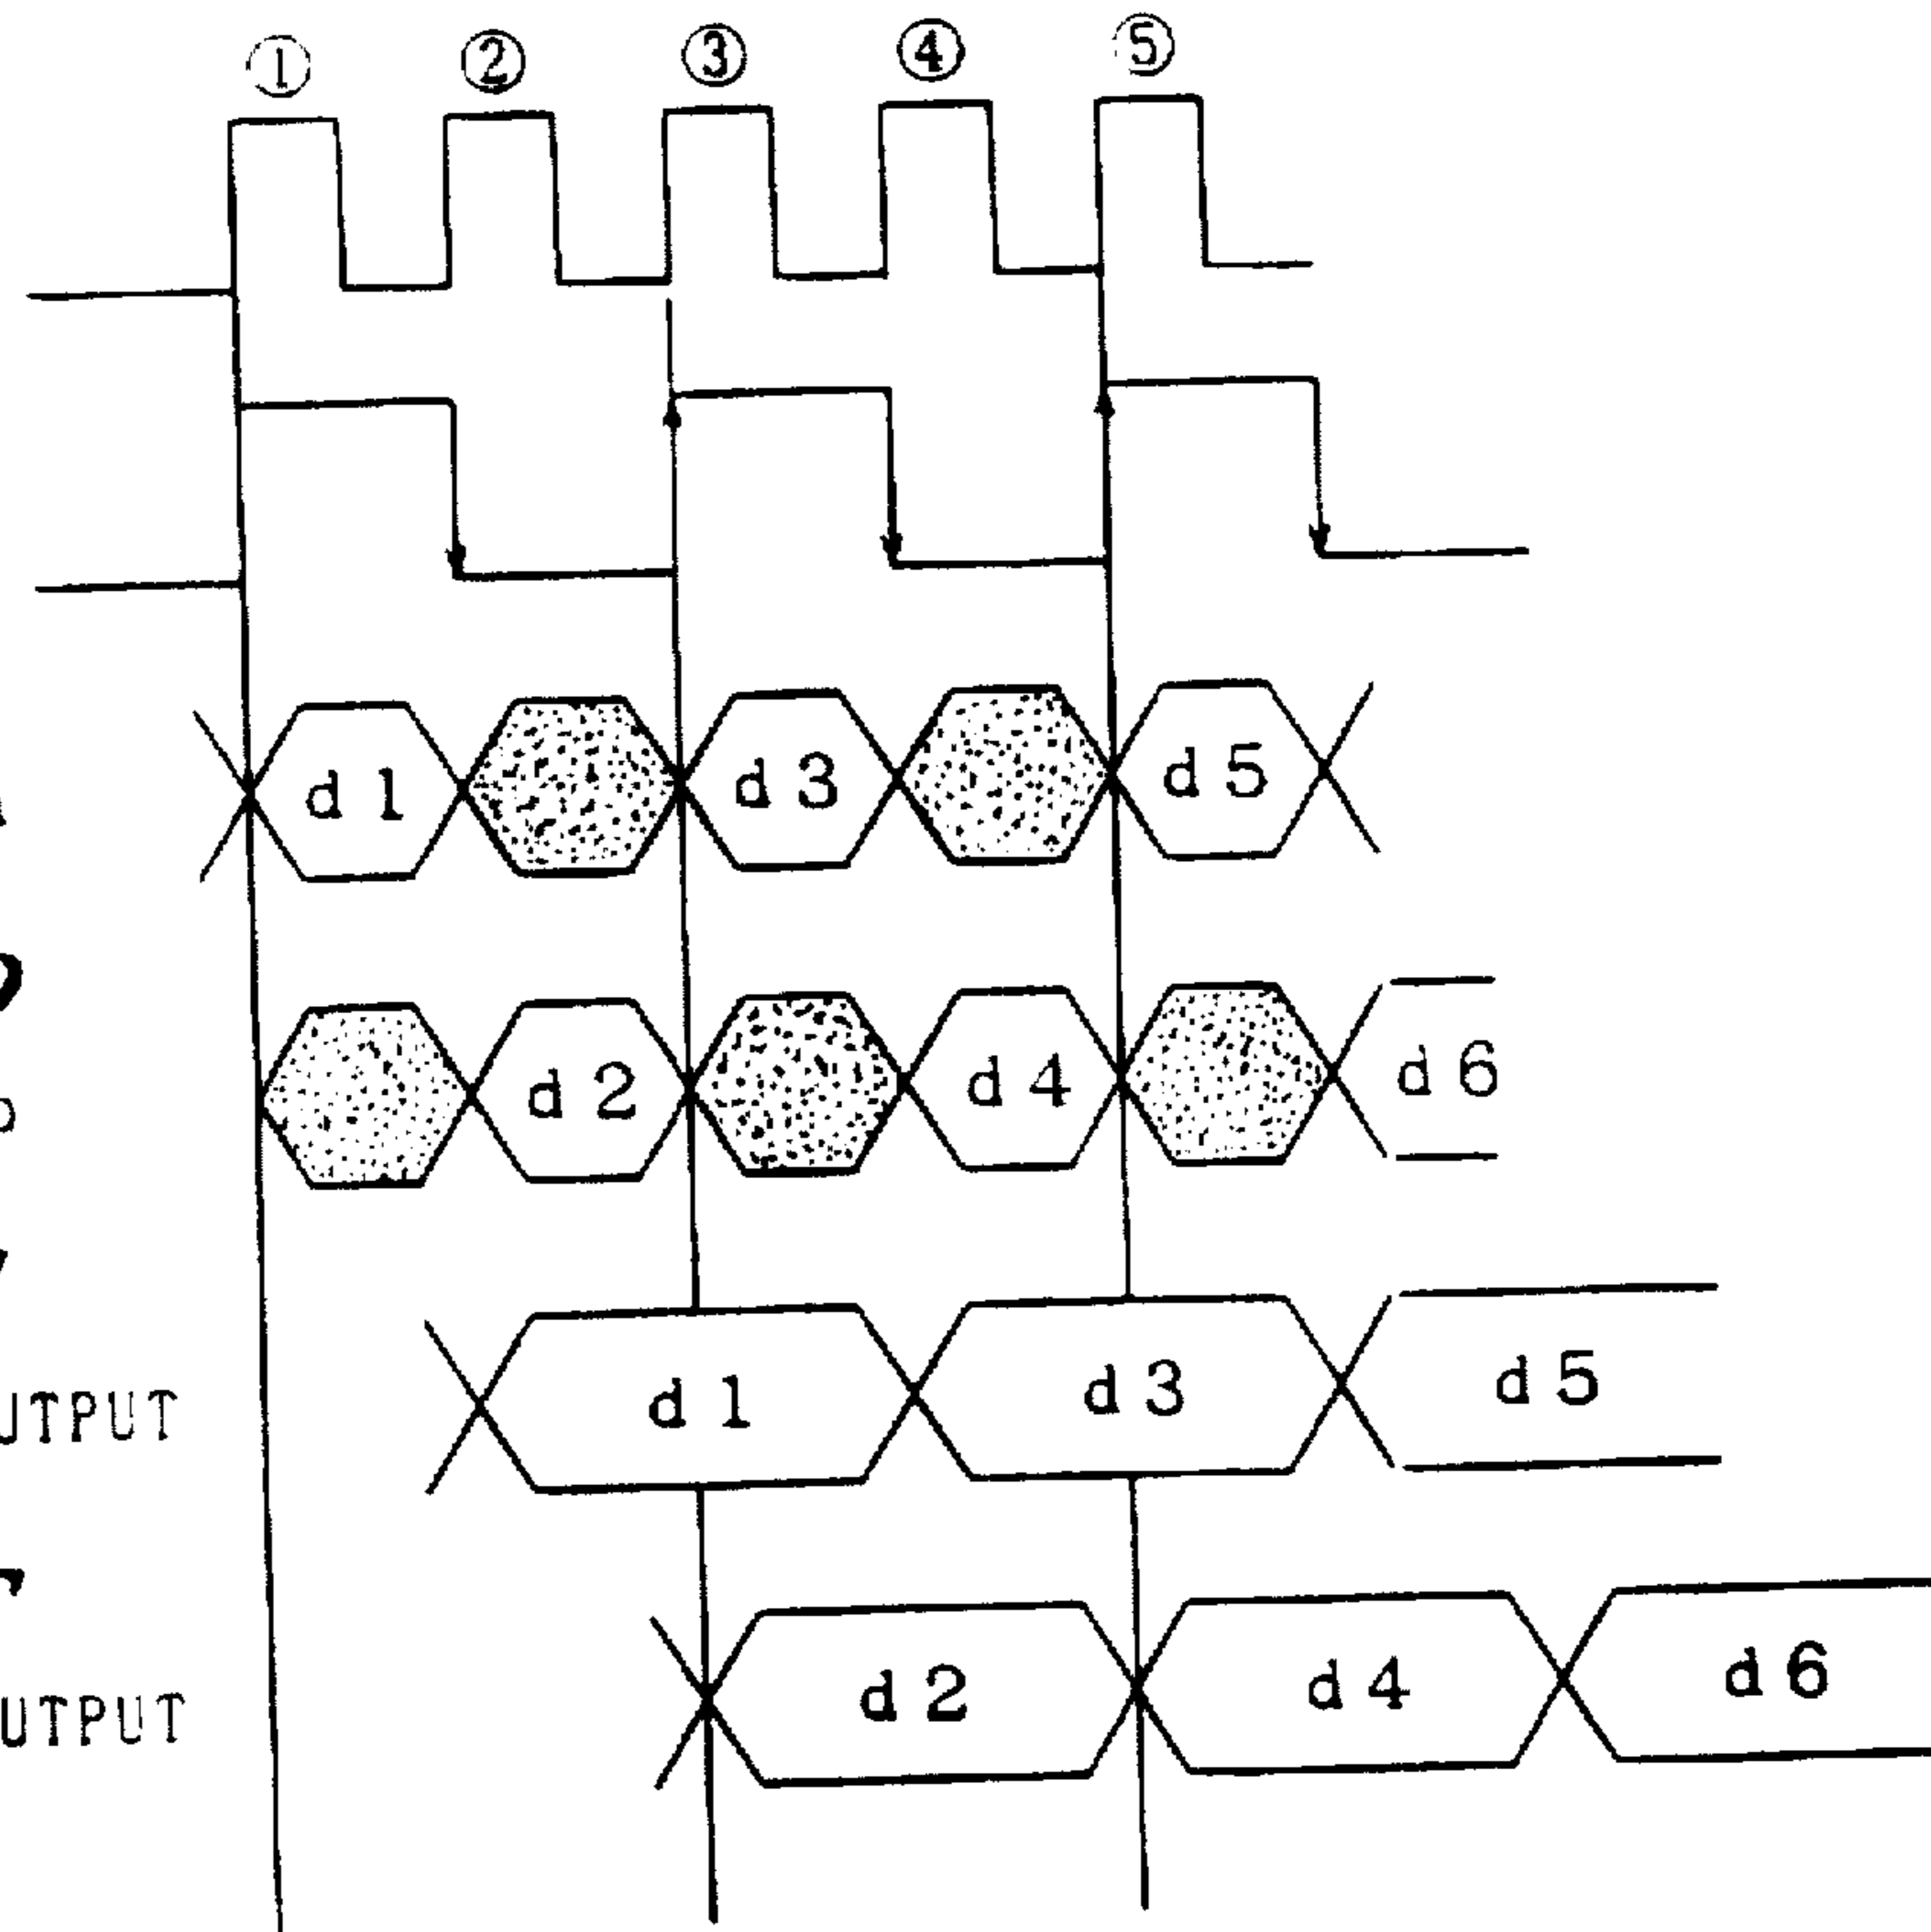 ① ② ③ ④ ⑤
d1 d3 d5
d2 d4 d6
d1 d3 d5
UTPUT
d2 d4 d6
UTPUT